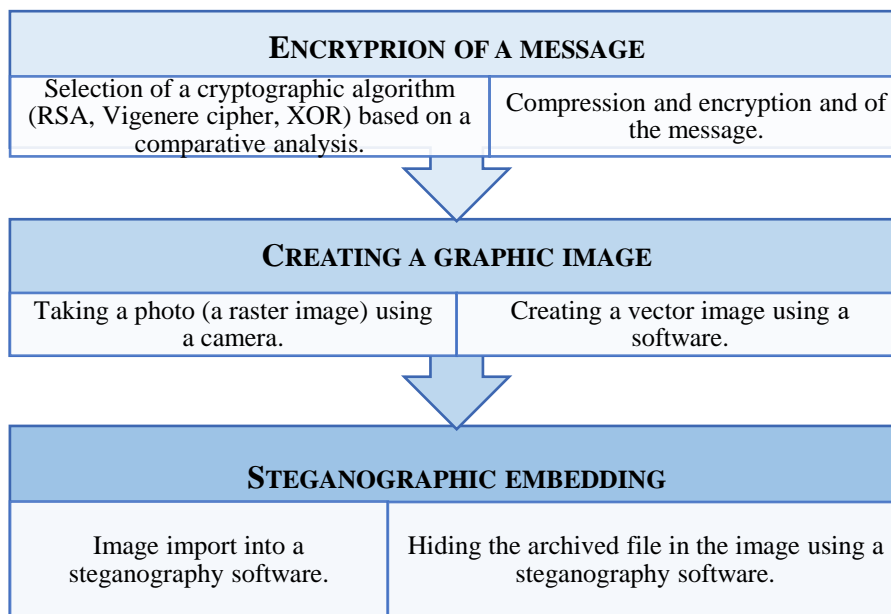 ENCRYPRION OF A MESSAGE
Selection of a cryptographic algorithm
(RSA, Vigenere cipher, XOR) based on a
comparative analysis.
Compression and encryption and of
the message.
CREATING A GRAPHIC IMAGE
Taking a photo (a raster image) using
a camera.
Creating a vector image using a
software.
STEGANOGRAPHIC EMBEDDING
Image import into a
steganography software.
Hiding the archived file in the image using a
steganography software.